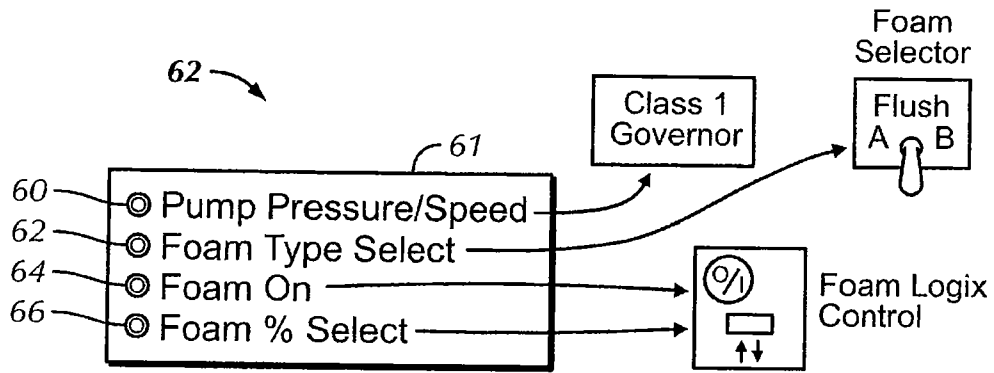 Foam
Selector
62
Class 1
Governor
Flush
A B
61
60
Pump Pressure/Speed
62
Foam Type Select
64
Foam On
66
Foam % Select
O/I
Foam Logix
Control